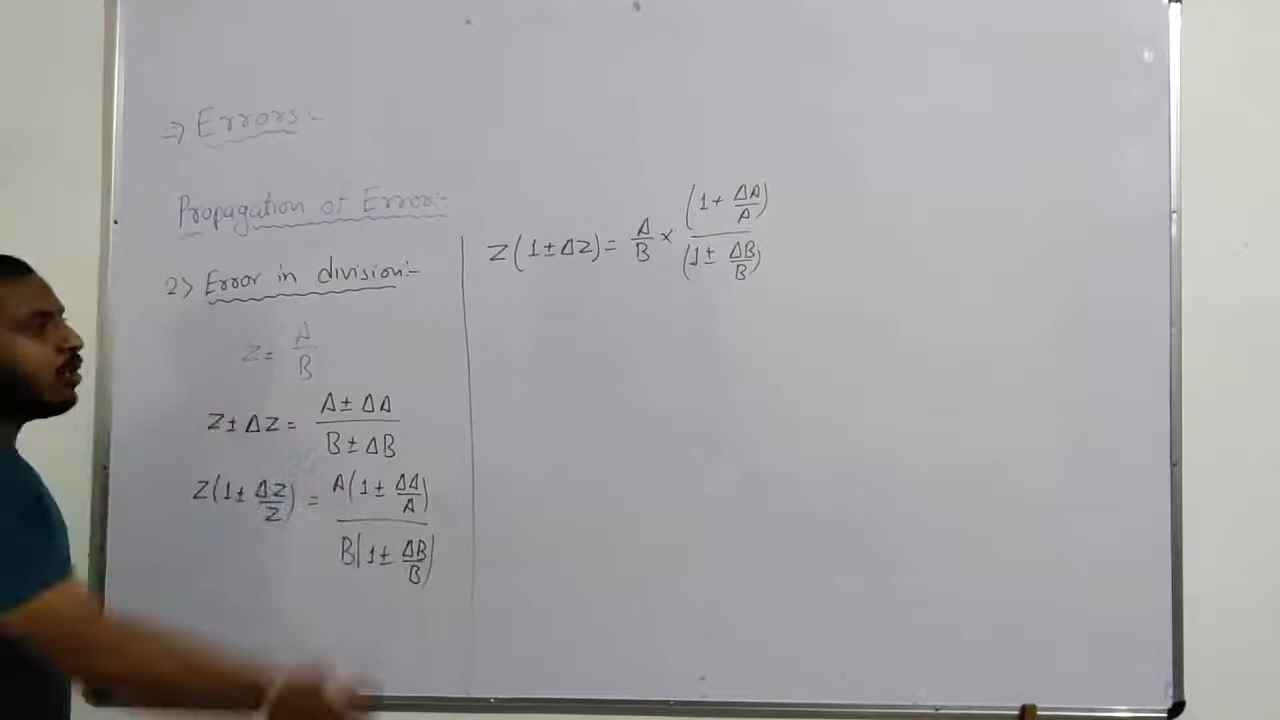 ⇒ Errors:-
Propagation of Error:-
2> Error in division:-
Z = A/B
Z ± ΔZ = (A ± ΔA)/(B ± ΔB)
Z(1 ± ΔZ/Z) = A(1 ± ΔA/A)/B(1 ± ΔB/B)
Z(1 ± ΔZ) = A/B × (1 + ΔA/A)/(1 ± ΔB/B)